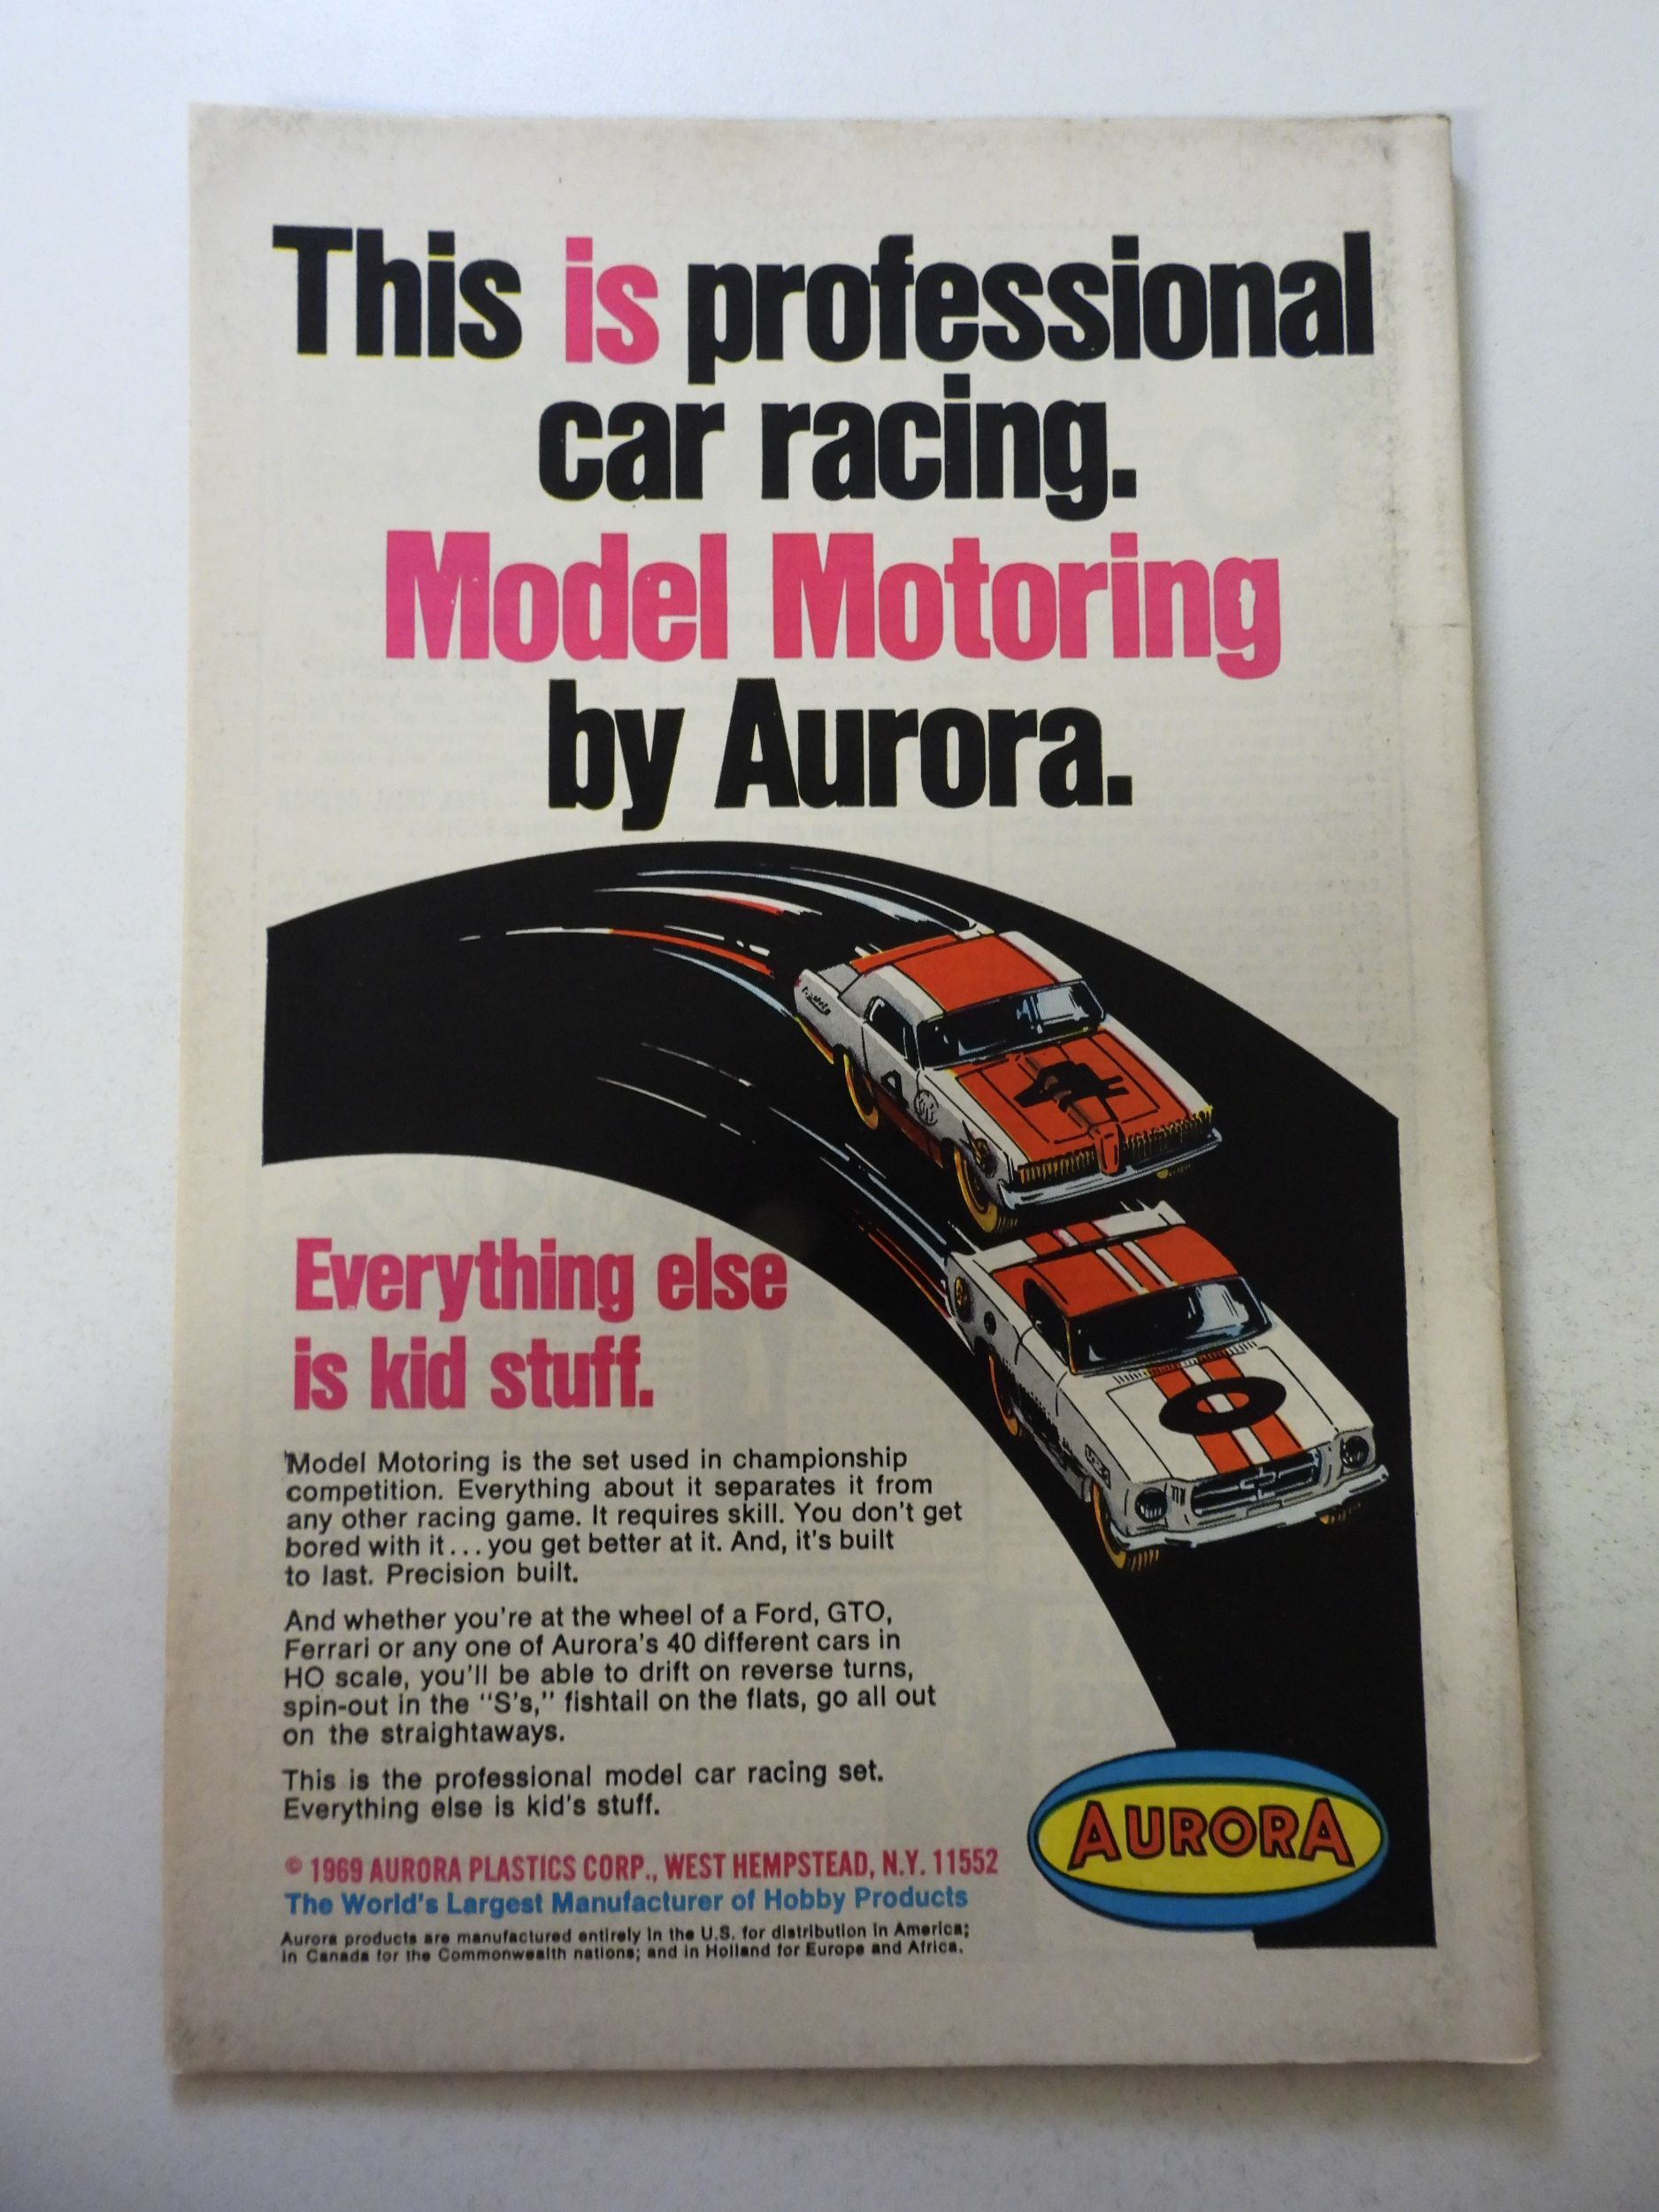 This is professional
car racing.
Model Motoring
by Aurora.
4
Everything else
is kid stuff.
Model Motoring is the set used in championship
competition. Everything about it separates it from
any other racing game. It requires skill. You don't get
bored with it...you get better at it. And, it's built
to last. Precision built.
And whether you're at the wheel of a Ford, GTO,
Ferrari or any one of Aurora's 40 different cars in
HO scale, you'll be able to drift on reverse turns,
spin-out in the "S's," fishtail on the flats, go all out
on the straightaways.
This is the professional model car racing set.
Everything else is kid's stuff.
© 1969 AURORA PLASTICS CORP., WEST HEMPSTEAD, N.Y. 11552
The World's Largest Manufacturer of Hobby Products
Aurora products are manufactured entirely in the U.S. for distribution in America;
in Canada for the Commonwealth nations; and in Holland for Europe and Africa.
AURORA